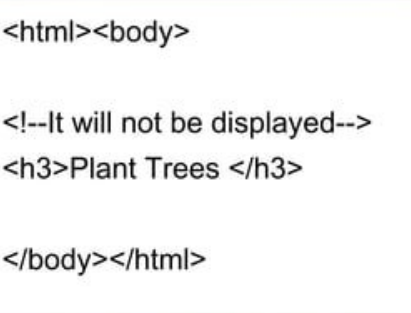 <html><body>
<!--It will not be displayed-->
<h3>Plant Trees </h3>
</body></html>